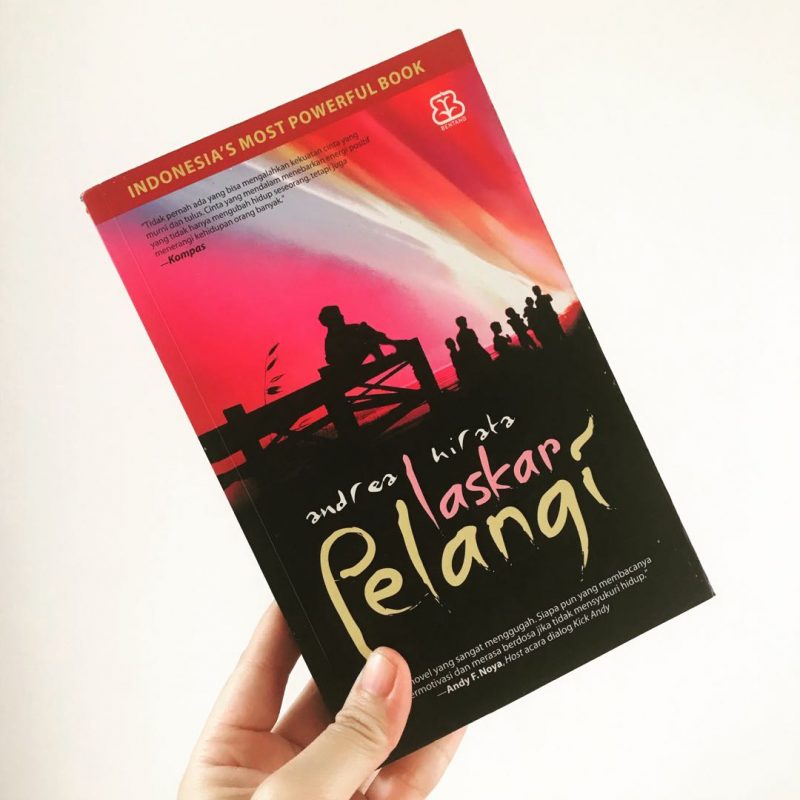 INDONESIA'S MOST POWERFUL BOOK
BENTANG
"Tidak pernah ada yang bisa mengalahkan kekuatan cinta yang
murni dan tulus. Cinta yang mendalam menebarkan energi positif
yang tidak hanya mengubah hidup seseorang, tetapi juga
menerangi kehidupan orang banyak."
—Kompas
andrea hirata
laskar
Pelangi
novel yang sangat menggugah. Siapa pun yang membacanya
ermotivasi dan merasa berdosa jika tidak mensyukuri hidup."
—Andy F. Noya, Host acara dialog Kick Andy